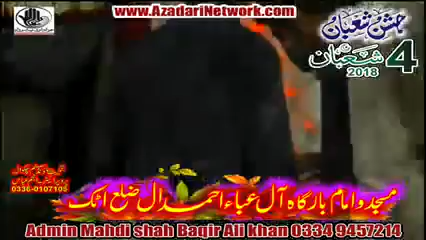 www.AzadariNetwork.com
جشن شعبان
4 شعبان
2018
0336-0107105
مسجد و امام بارگاہ آل عباء احمد دال ضلع اٹک
Admin Mahdi shah Baqir Ali khan 0334 9457214